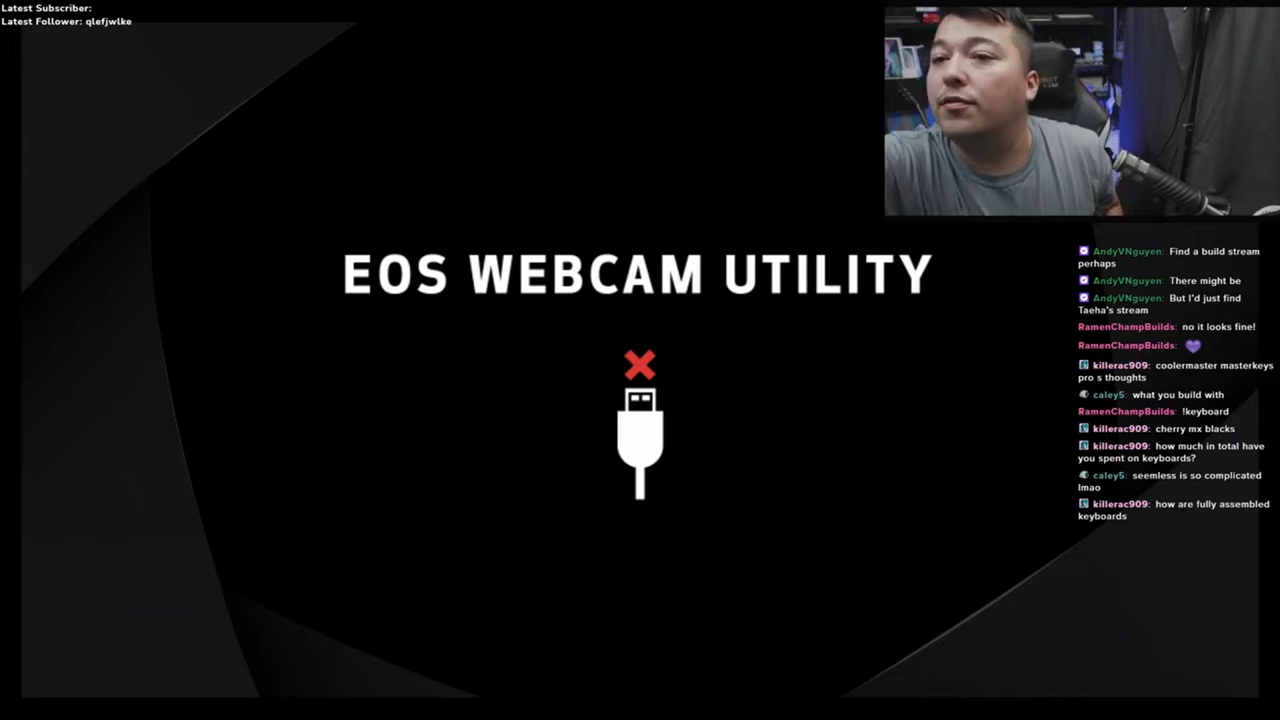 Latest Subscriber:
Latest Follower: qlefjwlke
EOS WEBCAM UTILITY
AndyVNguyen: Find a build stream
perhaps
AndyVNguyen: There might be
AndyVNguyen: But I'd just find
Taeha's stream
RamenChampBuilds: no it looks fine!
RamenChampBuilds:
killerac909: coolermaster masterkeys
pro s thoughts
caley5: what you build with
RamenChampBuilds: !keyboard
killerac909: cherry mx blacks
killerac909: how much in total have
you spent on keyboards?
caley5: seemless is so complicated
lmao
killerac909: how are fully assembled
keyboards